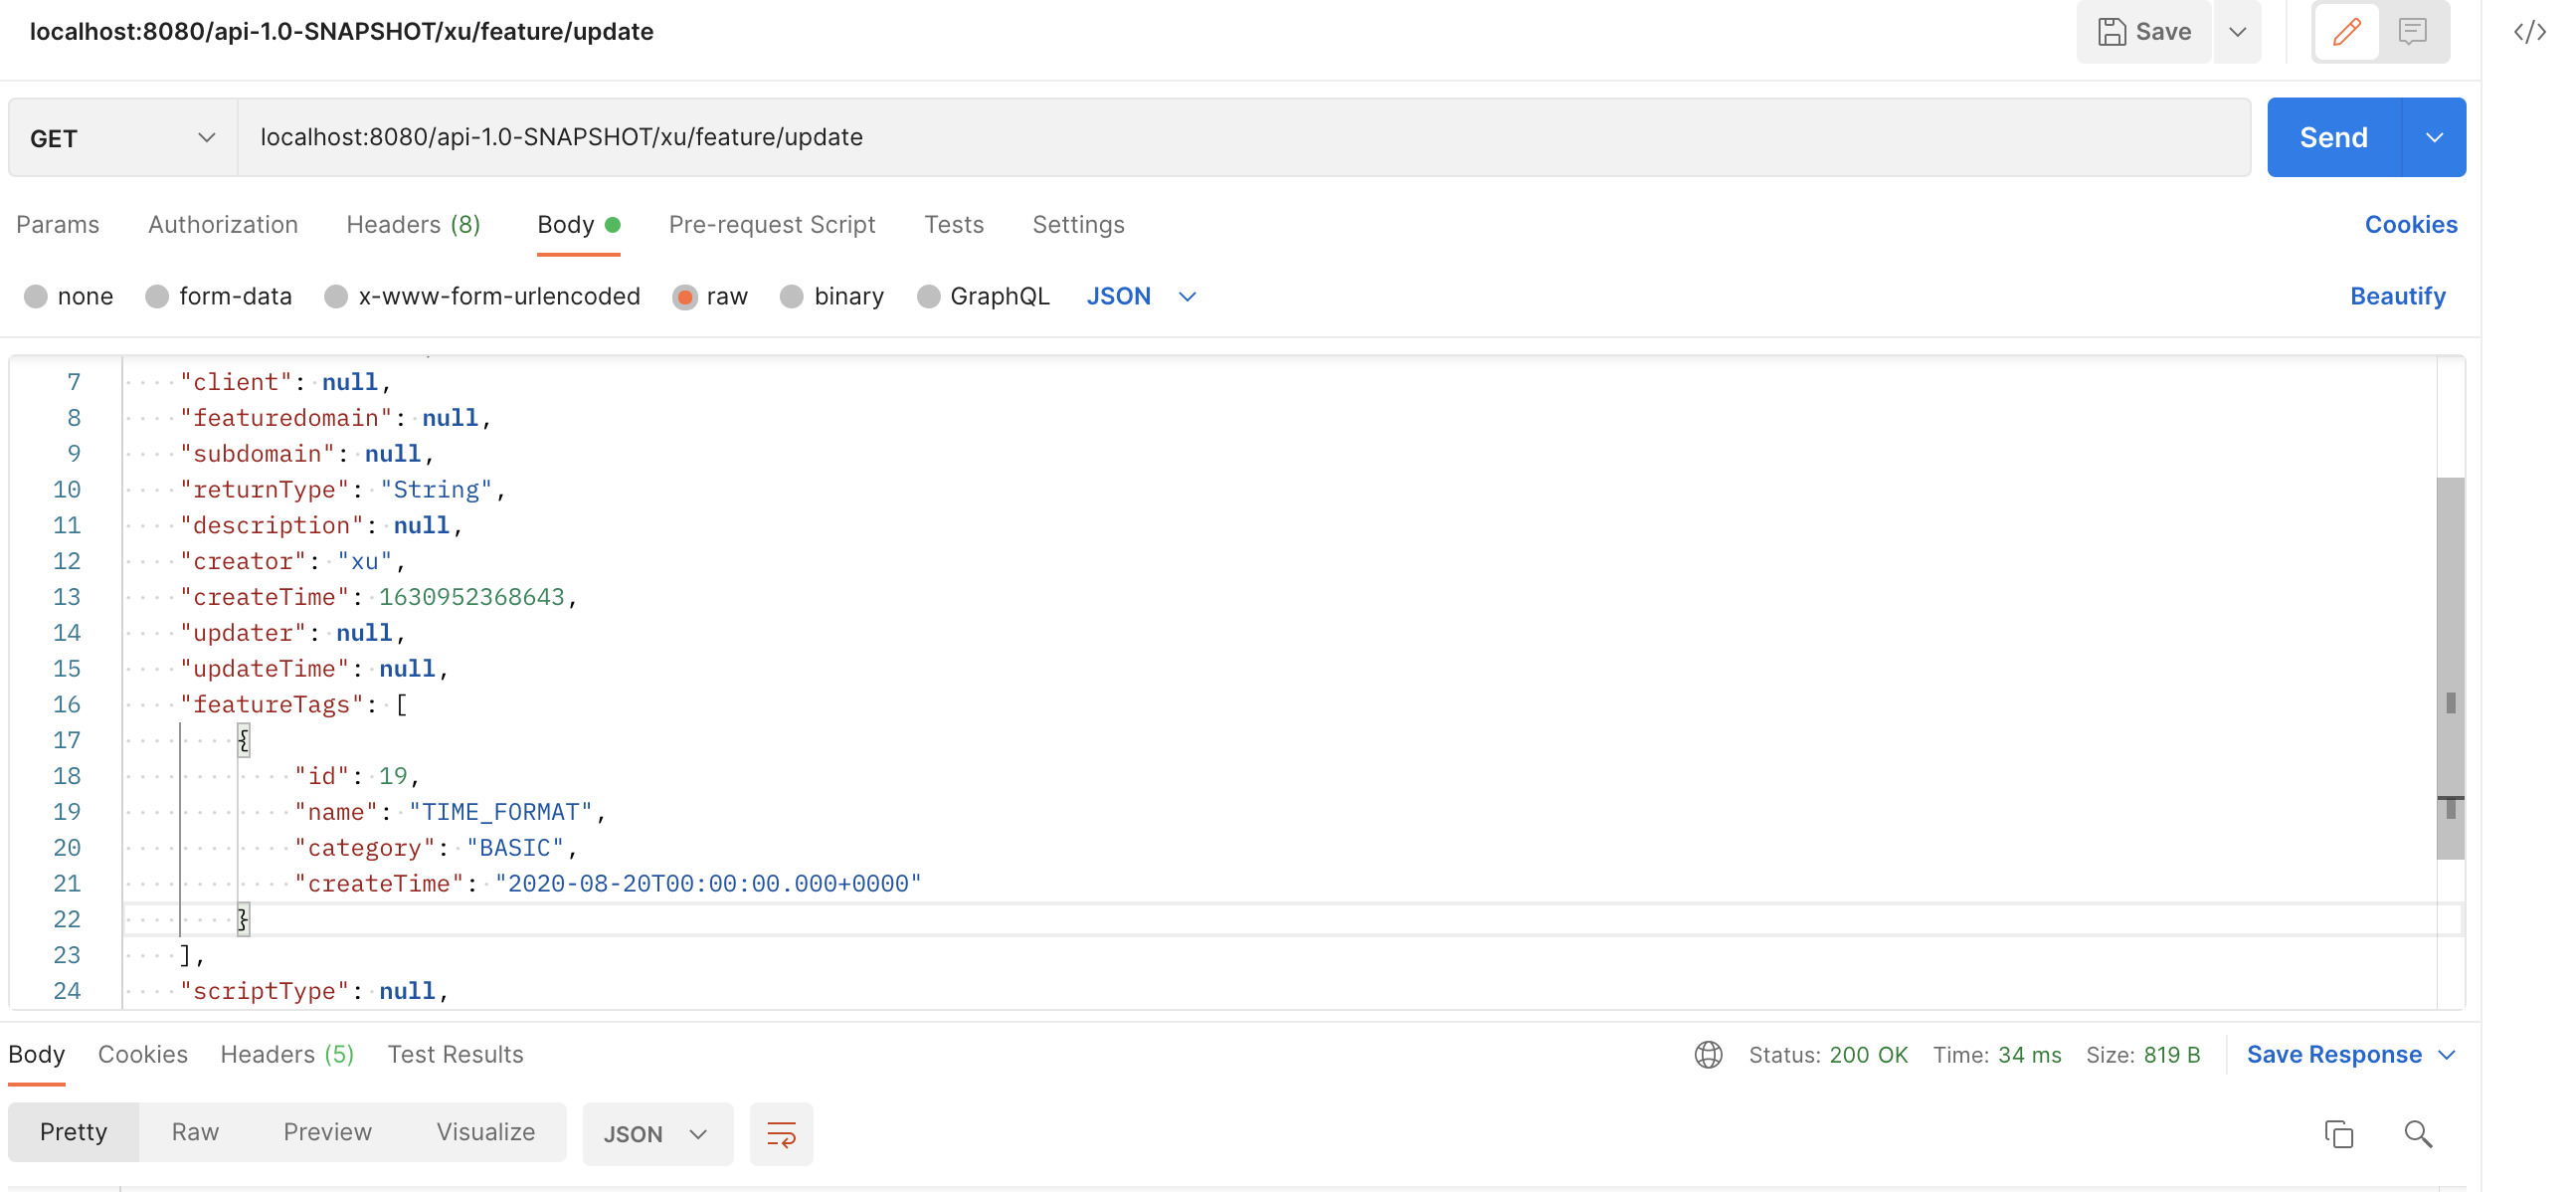 localhost:8080/api-1.0-SNAPSHOT/xu/feature/update
Save
GET
localhost:8080/api-1.0-SNAPSHOT/xu/feature/update
Send
Params Authorization Headers (8) Body Pre-request Script Tests Settings Cookies
none form-data x-www-form-urlencoded raw binary GraphQL JSON Beautify
7 "client": null,
8 "featuredomain": null,
9 "subdomain": null,
10 "returnType": "String",
11 "description": null,
12 "creator": "xu",
13 "createTime": 1630952368643,
14 "updater": null,
15 "updateTime": null,
16 "featureTags": [
17 {
18 "id": 19,
19 "name": "TIME_FORMAT",
20 "category": "BASIC",
21 "createTime": "2020-08-20T00:00:00.000+0000"
22 }
23 ],
24 "scriptType": null,
Body Cookies Headers (5) Test Results Status: 200 OK Time: 34 ms Size: 819 B Save Response
Pretty Raw Preview Visualize JSON